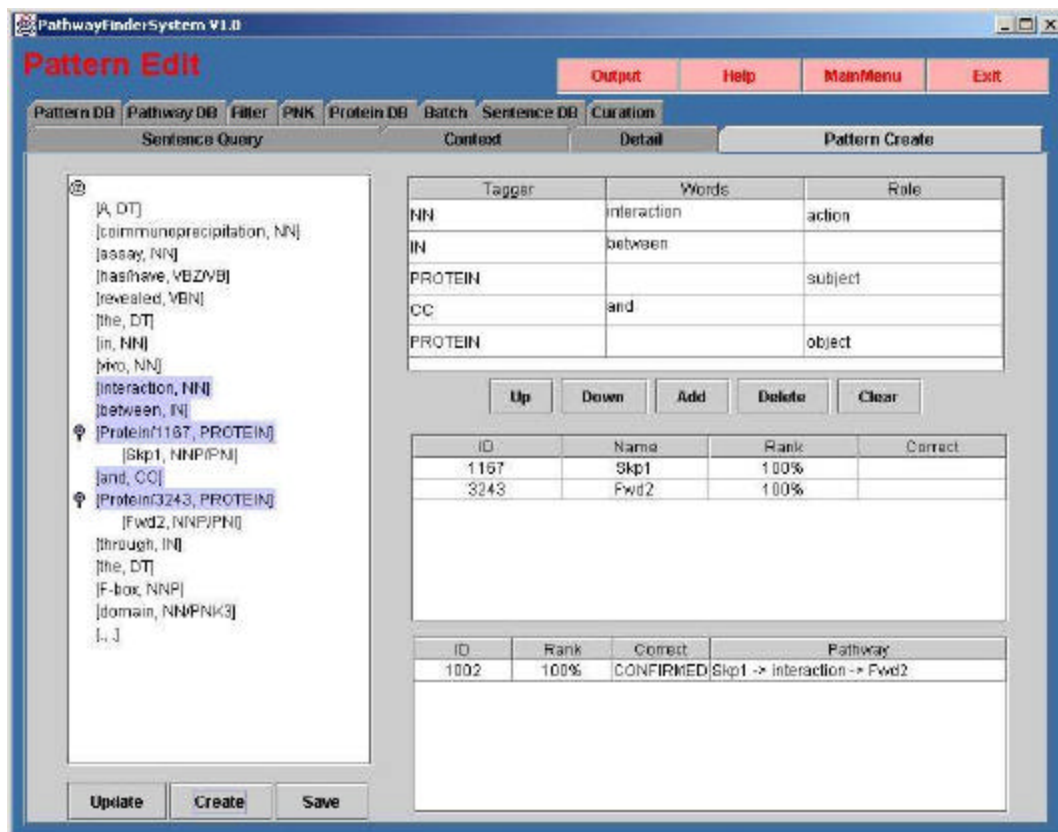 PathwayFinderSystem V1.0
Pattern Edit
Output Help MainMenu Exit
Pattern DB Pathway DB Filter PNK Protein DB Batch Sentence DB Curation
Sentence Query Context Detail Pattern Create
[A, DT]
[coimmunoprecipitation, NN]
[assay, NN]
[has/have, VBZ/VB]
[revealed, VBN]
[the, DT]
[in, NN]
[vivo, NN]
[interaction, NN]
[between, IN]
[Protein/1167, PROTEIN]
[Skp1, NNP/PNI]
[and, CC]
[Protein/3243, PROTEIN]
[Fwd2, NNP/PNI]
[through, IN]
[the, DT]
[F-box, NNP]
[domain, NN/PNK3]
[., .]
Update Create Save
Tagger Words Role
NN interaction action
IN between
PROTEIN subject
CC and
PROTEIN object
Up Down Add Delete Clear
ID Name Rank Correct
1167 Skp1 100%
3243 Fwd2 100%
ID Rank Correct Pathway
1002 100% CONFIRMED Skp1 -> interaction -> Fwd2